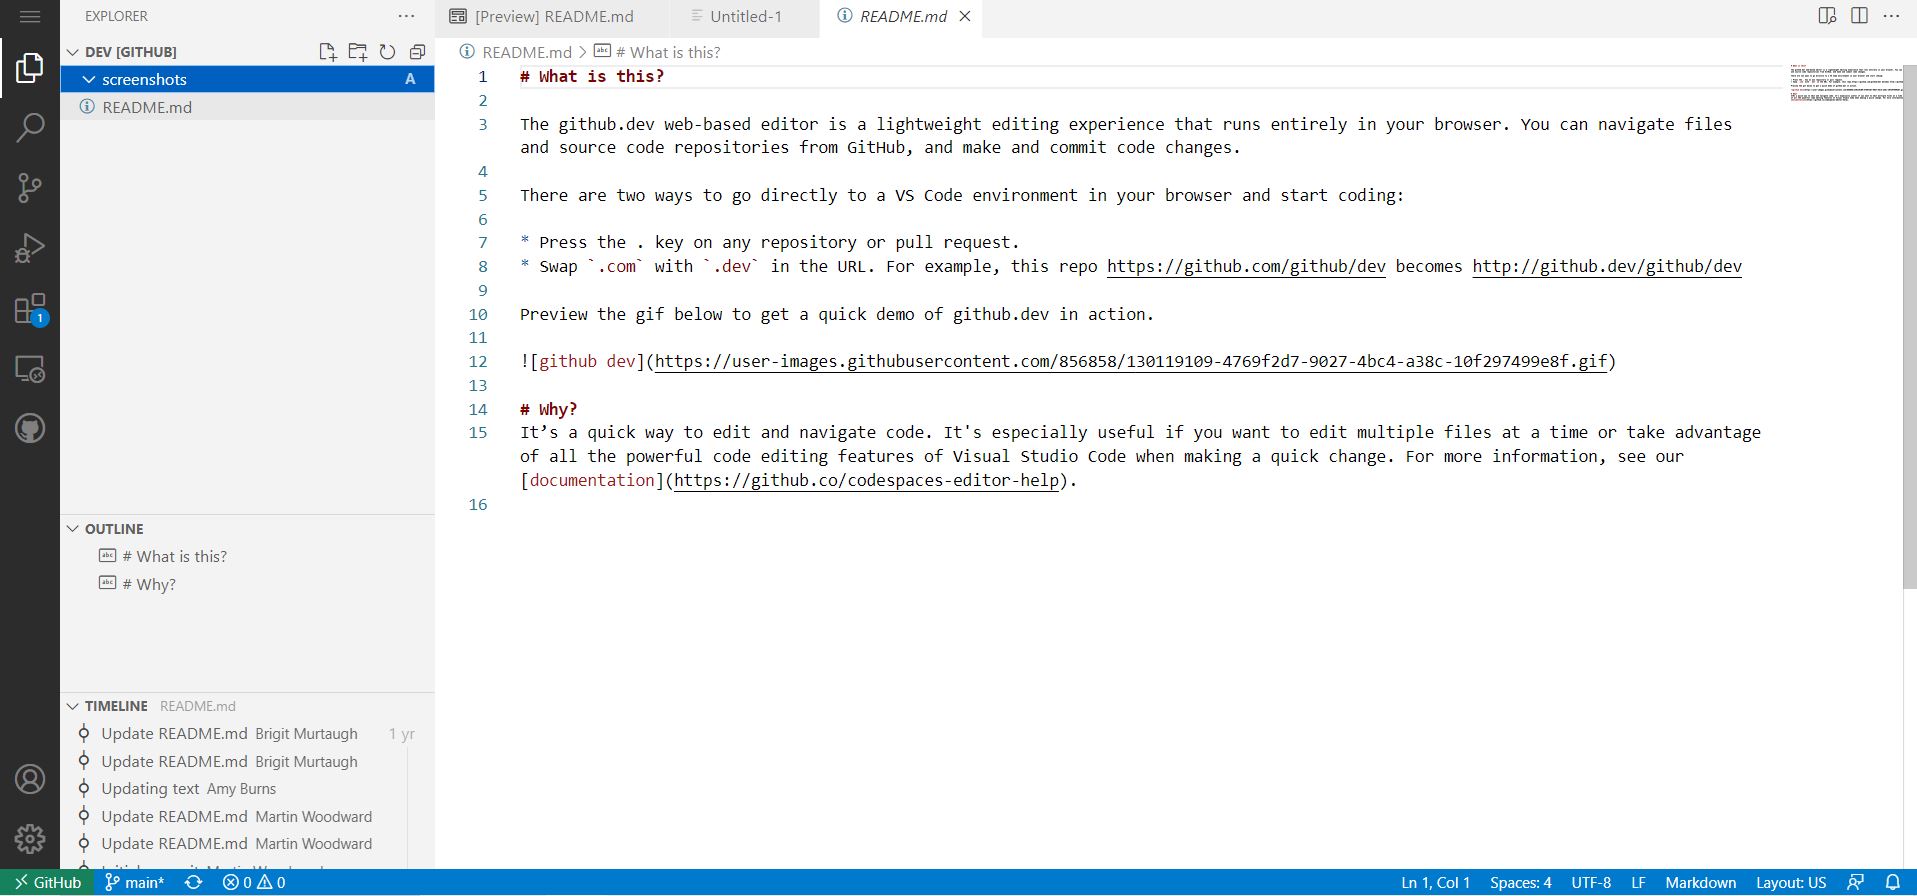 EXPLORER
[Preview] README.md
Untitled-1
README.md
DEV [GITHUB]
screenshots A
README.md
README.md > # What is this?
1 # What is this?
2
3 The github.dev web-based editor is a lightweight editing experience that runs entirely in your browser. You can navigate files
and source code repositories from GitHub, and make and commit code changes.
4
5 There are two ways to go directly to a VS Code environment in your browser and start coding:
6
7 * Press the . key on any repository or pull request.
8 * Swap `.com` with `.dev` in the URL. For example, this repo https://github.com/github/dev becomes http://github.dev/github/dev
9
10 Preview the gif below to get a quick demo of github.dev in action.
11
12 ![github dev](https://user-images.githubusercontent.com/856858/130119109-4769f2d7-9027-4bc4-a38c-10f297499e8f.gif)
13
14 # Why?
15 It’s a quick way to edit and navigate code. It's especially useful if you want to edit multiple files at a time or take advantage
of all the powerful code editing features of Visual Studio Code when making a quick change. For more information, see our
[documentation](https://github.co/codespaces-editor-help).
16
1
OUTLINE
# What is this?
# Why?
TIMELINE README.md
Update README.md Brigit Murtaugh 1 yr
Update README.md Brigit Murtaugh
Updating text Amy Burns
Update README.md Martin Woodward
Update README.md Martin Woodward
GitHub main* 0 0 Ln 1, Col 1 Spaces: 4 UTF-8 LF Markdown Layout: US